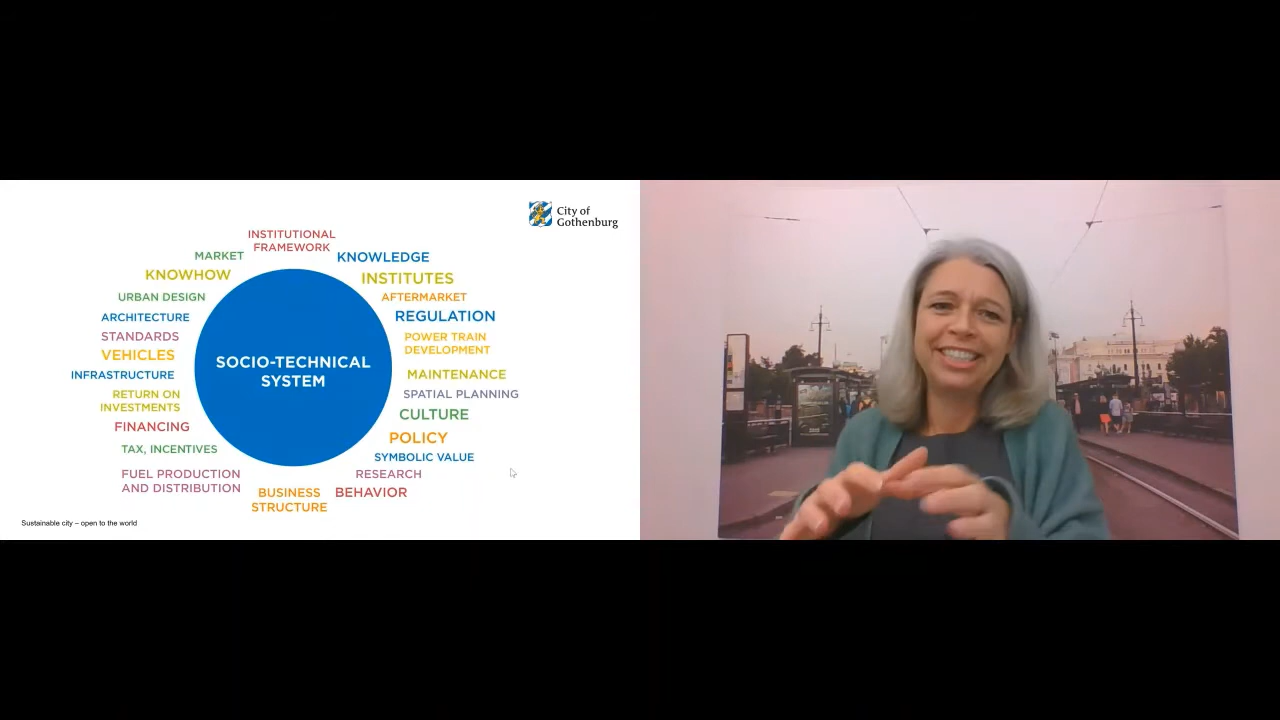 City of
Gothenburg
INSTITUTIONAL
FRAMEWORK
MARKET
KNOWLEDGE
KNOWHOW
INSTITUTES
URBAN DESIGN
AFTERMARKET
ARCHITECTURE
REGULATION
STANDARDS
POWER TRAIN
DEVELOPMENT
VEHICLES
SOCIO-TECHNICAL
SYSTEM
INFRASTRUCTURE
MAINTENANCE
RETURN ON
INVESTMENTS
SPATIAL PLANNING
FINANCING
CULTURE
TAX, INCENTIVES
POLICY
SYMBOLIC VALUE
FUEL PRODUCTION
AND DISTRIBUTION
RESEARCH
BUSINESS
STRUCTURE
BEHAVIOR
Sustainable city – open to the world